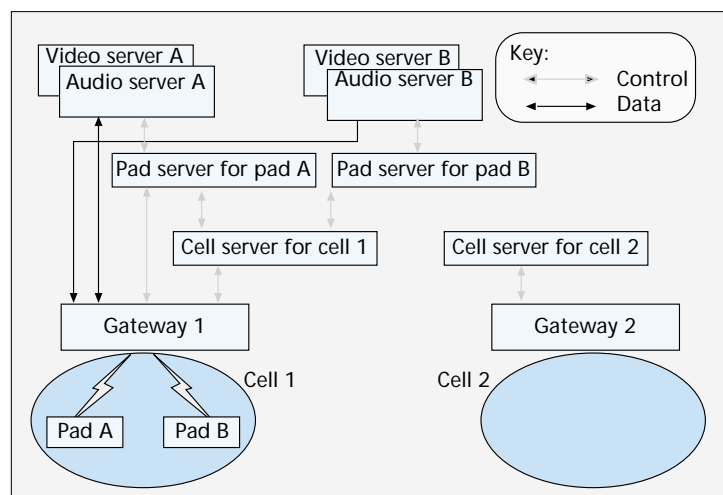 Video server A
Audio server A
Video server B
Audio server B
Key:
Control
Data
Pad server for pad A
Pad server for pad B
Cell server for cell 1
Cell server for cell 2
Gateway 1
Gateway 2
Cell 1
Cell 2
Pad A
Pad B